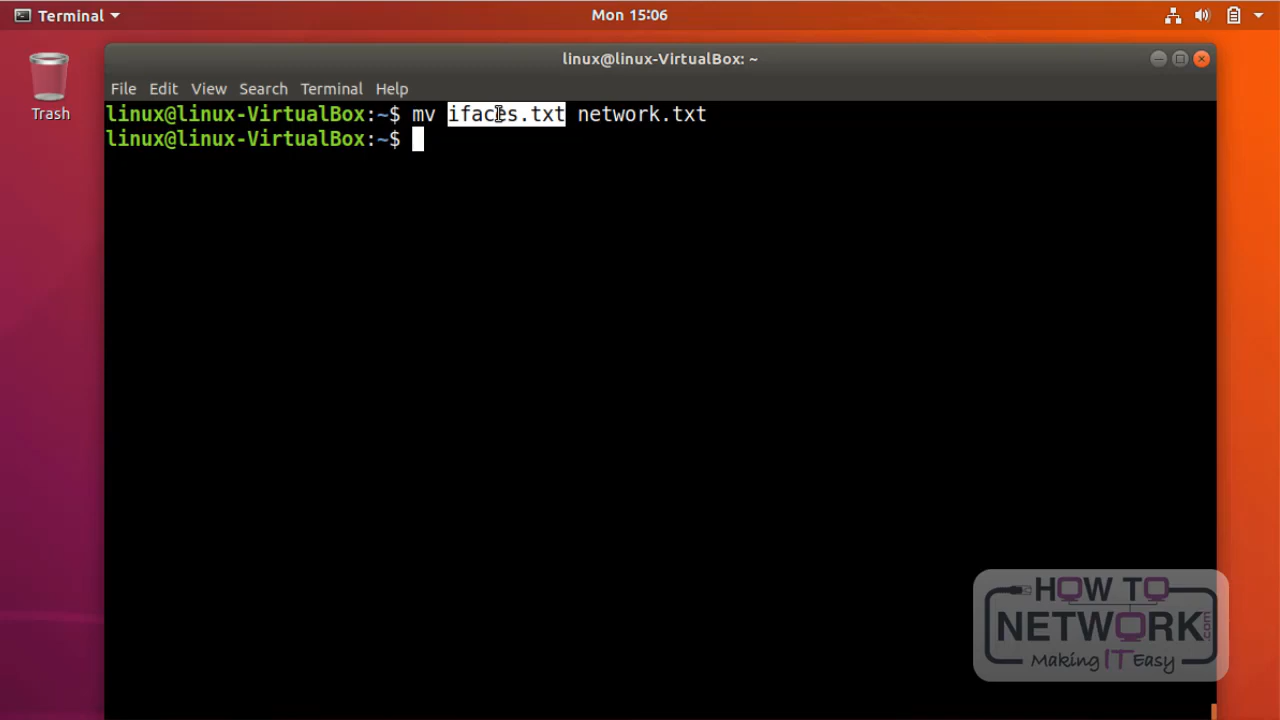 Terminal
Mon 15:06
Trash
linux@linux-VirtualBox: ~
File Edit View Search Terminal Help
linux@linux-VirtualBox:~$ mv ifaces.txt network.txt
linux@linux-VirtualBox:~$
HOW TO
NETWORK.com
Making IT Easy